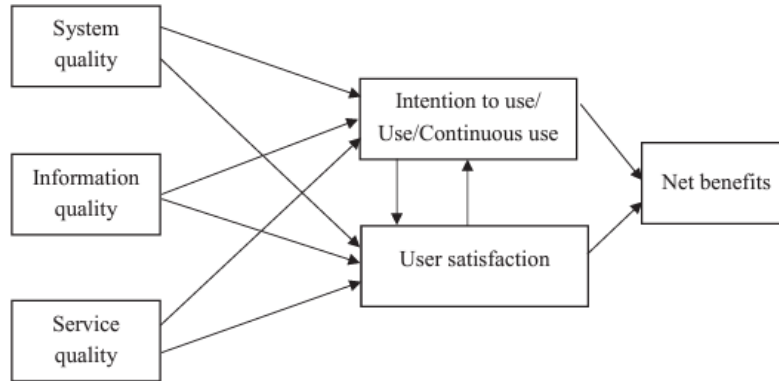 System
quality
Intention to use/
Use/Continuous use
Information
quality
Net benefits
User satisfaction
Service
quality